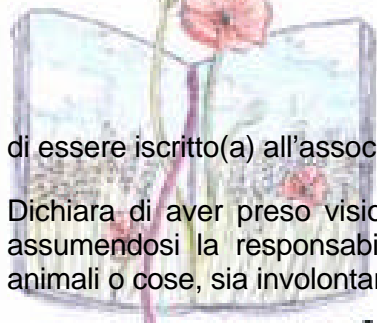 di essere iscritto(a) all’assoc
Dichiara di aver preso visio
assumendosi la responsabi
animali o cose, sia involontar